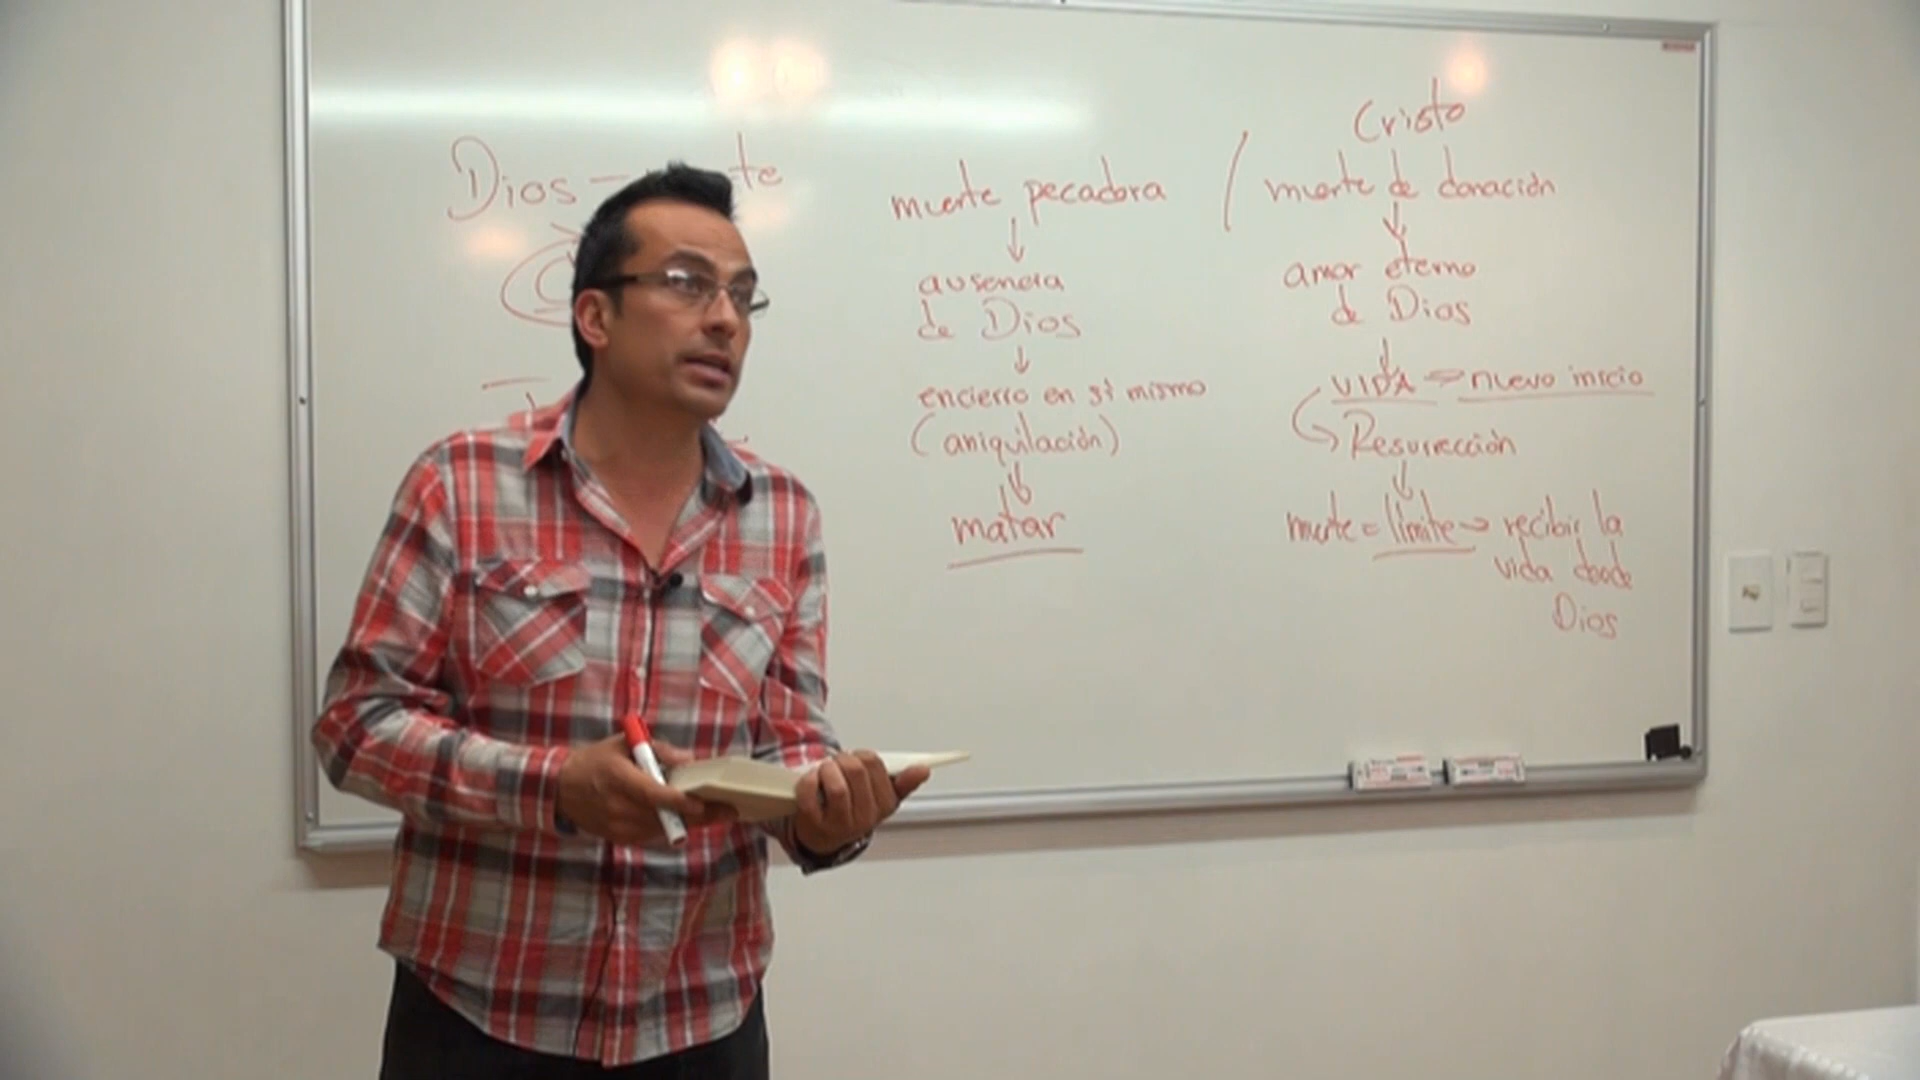 Dios –
muerte pecadora
↓
ausencia
de Dios
↓
encierro en sí mismo
(aniquilación)
↓
matar
/
Cristo
muerte de donación
↓
amor eterno
de Dios
↓
VIDA → nuevo inicio
Resurrección
↓
muerte = límite → recibir la
vida desde
Dios